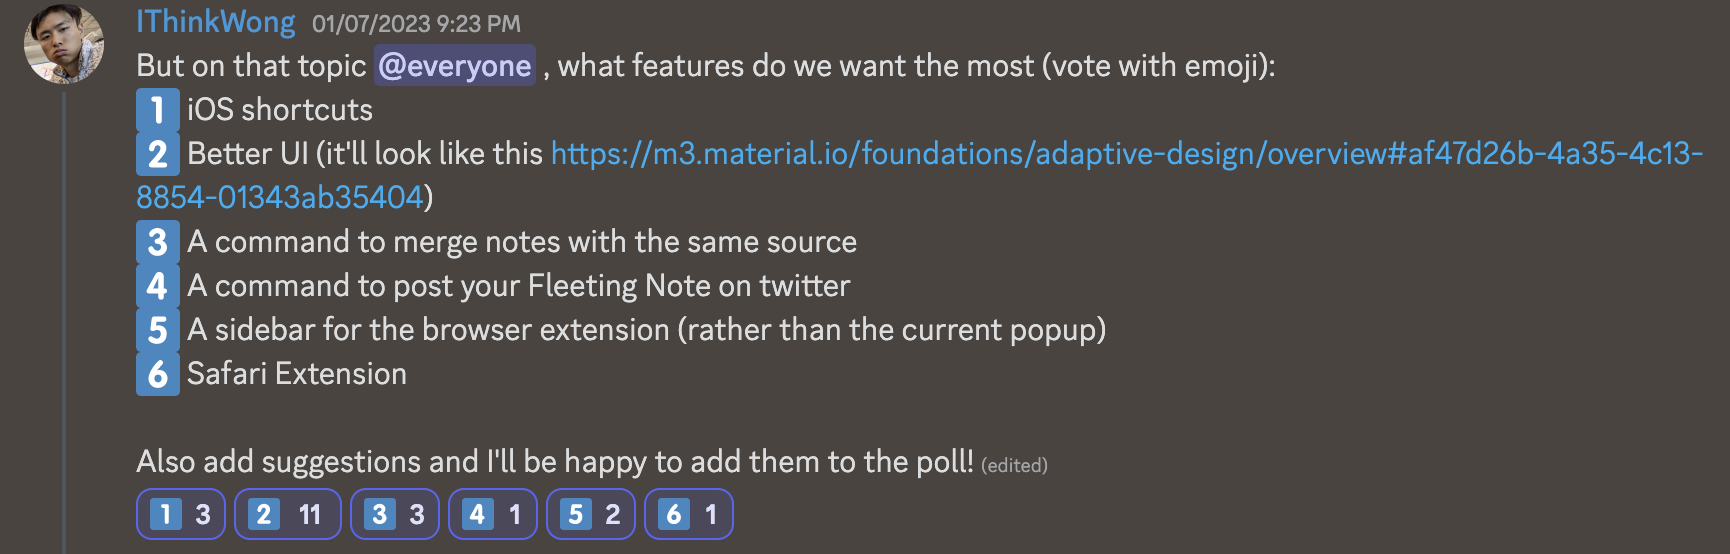 IThinkWong 01/07/2023 9:23 PM
But on that topic @everyone , what features do we want the most (vote with emoji):
1 iOS shortcuts
2 Better UI (it'll look like this https://m3.material.io/foundations/adaptive-design/overview#af47d26b-4a35-4c13-
8854-01343ab35404)
3 A command to merge notes with the same source
4 A command to post your Fleeting Note on twitter
5 A sidebar for the browser extension (rather than the current popup)
6 Safari Extension
Also add suggestions and I'll be happy to add them to the poll! (edited)
1 3 2 11 3 3 4 1 5 2 6 1